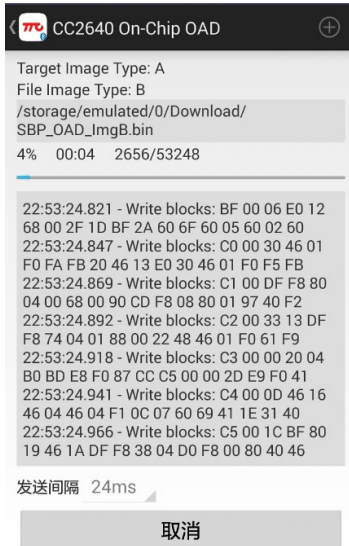 CC2640 On-Chip OAD
Target Image Type: A
File Image Type: B
/storage/emulated/0/Download/
SBP_OAD_ImgB.bin
4% 00:04 2656/53248
22:53:24.821 - Write blocks: BF 00 06 E0 12
68 00 2F 1D BF 2A 60 6F 60 05 60 02 60
22:53:24.847 - Write blocks: C0 00 30 46 01
F0 FA FB 20 46 13 E0 30 46 01 F0 F5 FB
22:53:24.869 - Write blocks: C1 00 DF F8 80
04 00 68 00 90 CD F8 08 80 01 97 40 F2
22:53:24.892 - Write blocks: C2 00 33 13 DF
F8 74 04 01 88 00 22 48 46 01 F0 61 F9
22:53:24.918 - Write blocks: C3 00 00 20 04
B0 BD E8 F0 87 CC C5 00 00 2D E9 F0 41
22:53:24.941 - Write blocks: C4 00 0D 46 16
46 04 46 04 F1 0C 07 60 69 41 1E 31 40
22:53:24.966 - Write blocks: C5 00 1C BF 80
19 46 1A DF F8 38 04 D0 F8 00 80 40 46
发送间隔 24ms
取消